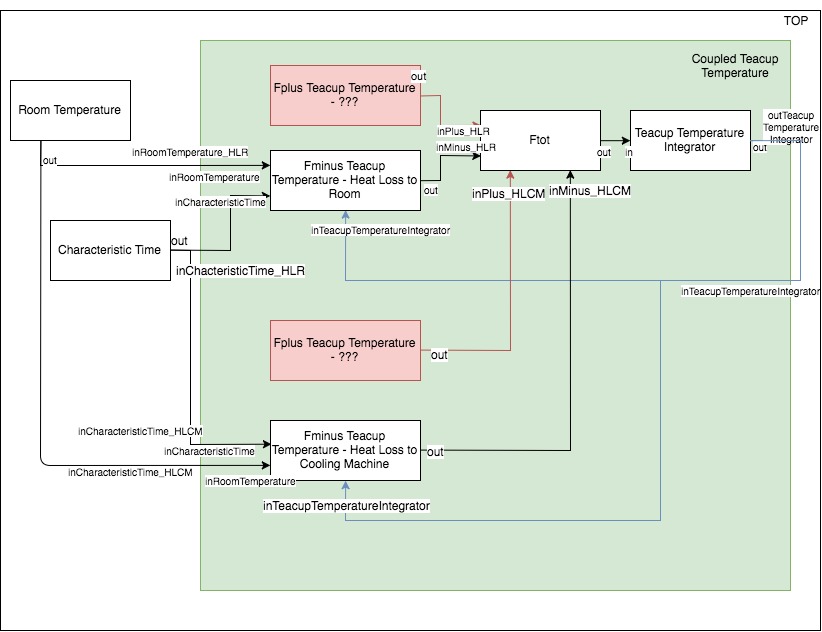 TOP
Coupled Teacup
Temperature
Fplus Teacup Temperature
- ???
out
Room Temperature
out
inRoomTemperature_HLR
inRoomTemperature
inCharacteristicTime
Fminus Teacup
Temperature - Heat Loss to
Room
out
inPlus_HLR
inMinus_HLR
Ftot
out
in
Teacup Temperature
Integrator
out
outTeacup
Temperature
Integrator
inPlus_HLCM
inMinus_HLCM
Characteristic Time
out
inChacteristicTime_HLR
inTeacupTemperatureIntegrator
inTeacupTemperatureIntegrator
Fplus Teacup Temperature
- ???
out
inCharacteristicTime_HLCM
inCharacteristicTime
inCharacteristicTime_HLCM
inRoomTemperature
Fminus Teacup
Temperature - Heat Loss to
Cooling Machine
out
inTeacupTemperatureIntegrator